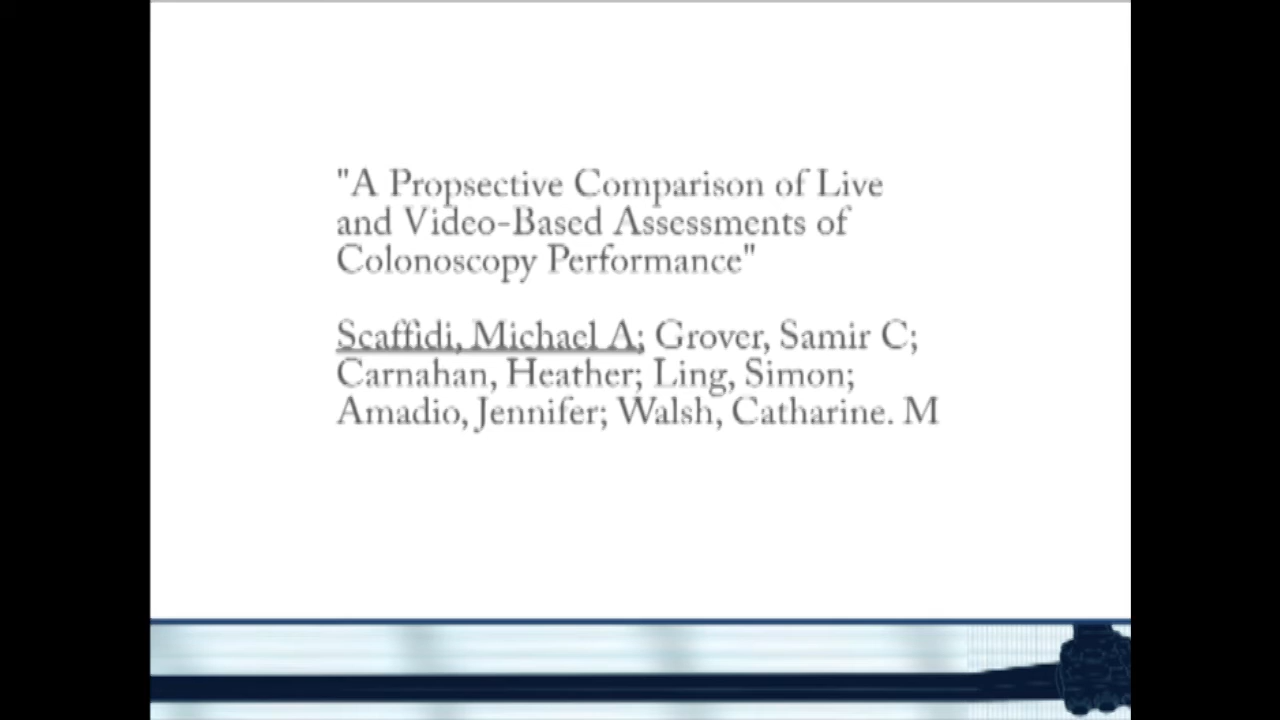 "A Propsective Comparison of Live
and Video-Based Assessments of
Colonoscopy Performance"
Scaffidi, Michael A; Grover, Samir C;
Carnahan, Heather; Ling, Simon;
Amadio, Jennifer; Walsh, Catharine. M